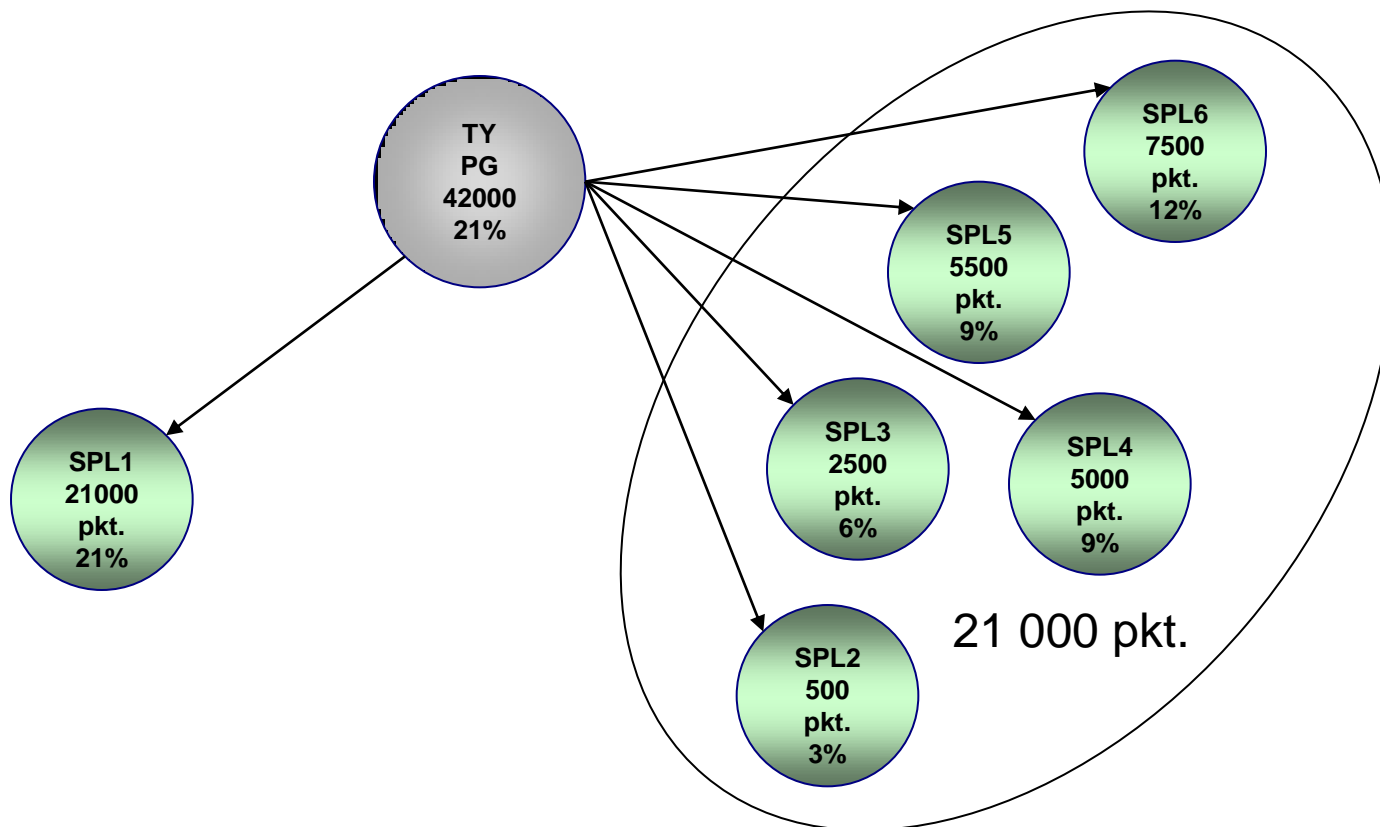 TY
PG
42000
21%
SPL6
7500
pkt.
12%
SPL5
5500
pkt.
9%
SPL1
21000
pkt.
21%
SPL3
2500
pkt.
6%
SPL4
5000
pkt.
9%
21 000 pkt.
SPL2
500
pkt.
3%